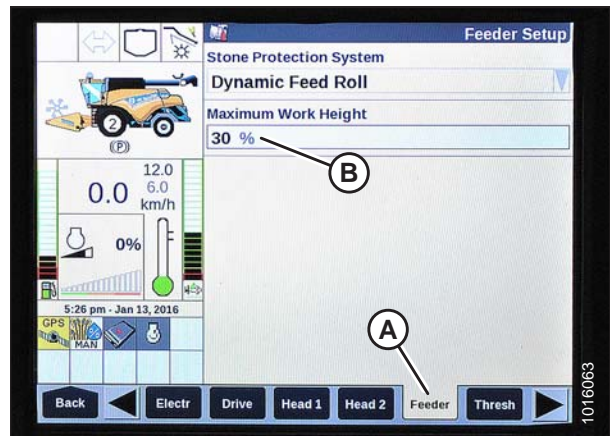 Feeder Setup
Stone Protection System
Dynamic Feed Roll
Maximum Work Height
30 %
B
2
(P)
12.0
0.0 6.0
km/h
0%
5:26 pm - Jan 13, 2016
GPS
MAN
A
Back Electr Drive Head 1 Head 2 Feeder Thresh
1016063